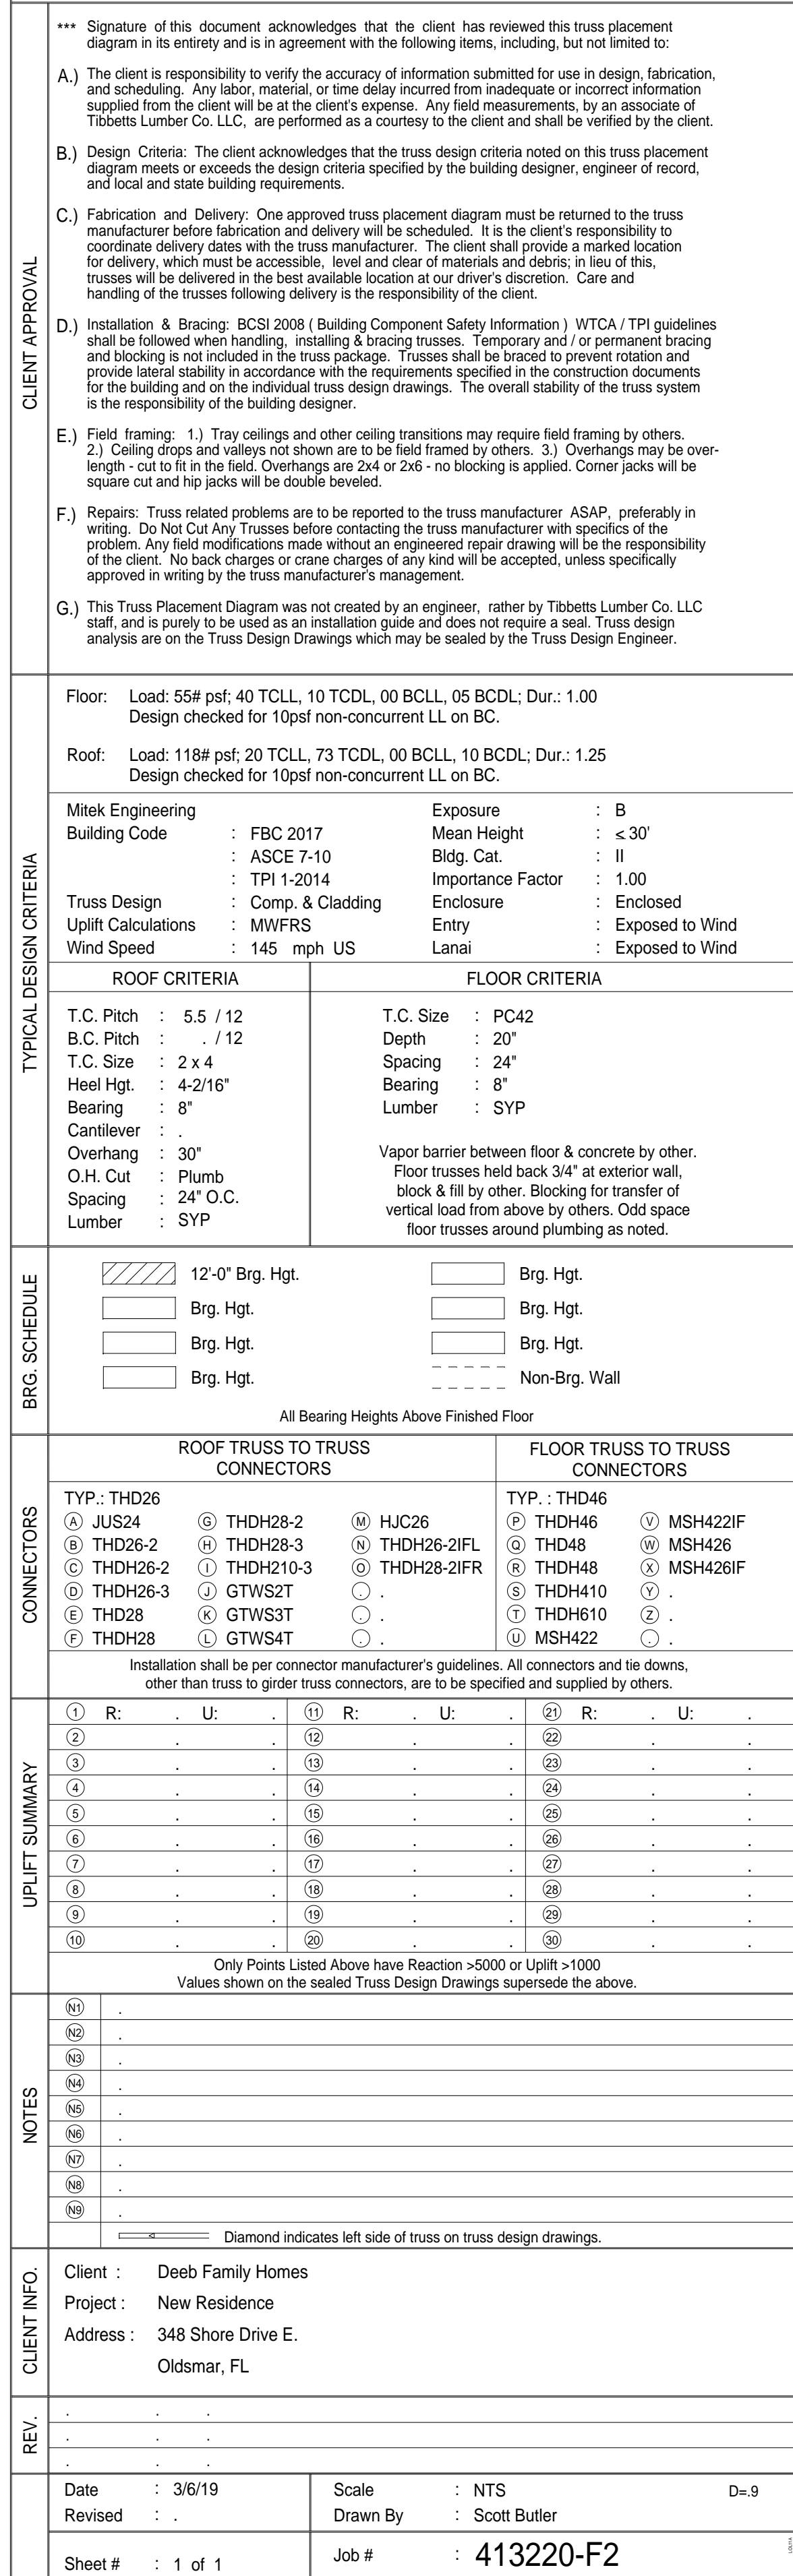 CLIENT APPROVAL
*** Signature of this document acknowledges that the client has reviewed this truss placement
diagram in its entirety and is in agreement with the following items, including, but not limited to:
A.) The client is responsibility to verify the accuracy of information submitted for use in design, fabrication,
and scheduling. Any labor, material, or time delay incurred from inadequate or incorrect information
supplied from the client will be at the client's expense. Any field measurements, by an associate of
Tibbetts Lumber Co. LLC, are performed as a courtesy to the client and shall be verified by the client.
B.) Design Criteria: The client acknowledges that the truss design criteria noted on this truss placement
diagram meets or exceeds the design criteria specified by the building designer, engineer of record,
and local and state building requirements.
C.) Fabrication and Delivery: One approved truss placement diagram must be returned to the truss
manufacturer before fabrication and delivery will be scheduled. It is the client's responsibility to
coordinate delivery dates with the truss manufacturer. The client shall provide a marked location
for delivery, which must be accessible, level and clear of materials and debris; in lieu of this,
trusses will be delivered in the best available location at our driver's discretion. Care and
handling of the trusses following delivery is the responsibility of the client.
D.) Installation & Bracing: BCSI 2008 ( Building Component Safety Information ) WTCA / TPI guidelines
shall be followed when handling, installing & bracing trusses. Temporary and / or permanent bracing
and blocking is not included in the truss package. Trusses shall be braced to prevent rotation and
provide lateral stability in accordance with the requirements specified in the construction documents
for the building and on the individual truss design drawings. The overall stability of the truss system
is the responsibility of the building designer.
E.) Field framing: 1.) Tray ceilings and other ceiling transitions may require field framing by others.
2.) Ceiling drops and valleys not shown are to be field framed by others. 3.) Overhangs may be over-
length - cut to fit in the field. Overhangs are 2x4 or 2x6 - no blocking is applied. Corner jacks will be
square cut and hip jacks will be double beveled.
F.) Repairs: Truss related problems are to be reported to the truss manufacturer ASAP, preferably in
writing. Do Not Cut Any Trusses before contacting the truss manufacturer with specifics of the
problem. Any field modifications made without an engineered repair drawing will be the responsibility
of the client. No back charges or crane charges of any kind will be accepted, unless specifically
approved in writing by the truss manufacturer's management.
G.) This Truss Placement Diagram was not created by an engineer, rather by Tibbetts Lumber Co. LLC
staff, and is purely to be used as an installation guide and does not require a seal. Truss design
analysis are on the Truss Design Drawings which may be sealed by the Truss Design Engineer.
TYPICAL DESIGN CRITERIA
Floor: Load: 55# psf; 40 TCLL, 10 TCDL, 00 BCLL, 05 BCDL; Dur.: 1.00
Design checked for 10psf non-concurrent LL on BC.
Roof: Load: 118# psf; 20 TCLL, 73 TCDL, 00 BCLL, 10 BCDL; Dur.: 1.25
Design checked for 10psf non-concurrent LL on BC.
Mitek Engineering Exposure : B
Building Code : FBC 2017 Mean Height : ≤ 30'
: ASCE 7-10 Bldg. Cat. : II
: TPI 1-2014 Importance Factor : 1.00
Truss Design : Comp. & Cladding Enclosure : Enclosed
Uplift Calculations : MWFRS Entry : Exposed to Wind
Wind Speed : 145 mph US Lanai : Exposed to Wind
ROOF CRITERIA
T.C. Pitch : 5.5 / 12
B.C. Pitch : . / 12
T.C. Size : 2 x 4
Heel Hgt. : 4-2/16"
Bearing : 8"
Cantilever : .
Overhang : 30"
O.H. Cut : Plumb
Spacing : 24" O.C.
Lumber : SYP
FLOOR CRITERIA
T.C. Size : PC42
Depth : 20"
Spacing : 24"
Bearing : 8"
Lumber : SYP
Vapor barrier between floor & concrete by other.
Floor trusses held back 3/4" at exterior wall,
block & fill by other. Blocking for transfer of
vertical load from above by others. Odd space
floor trusses around plumbing as noted.
BRG. SCHEDULE
12'-0" Brg. Hgt. Brg. Hgt.
Brg. Hgt. Brg. Hgt.
Brg. Hgt. Brg. Hgt.
Brg. Hgt. Non-Brg. Wall
All Bearing Heights Above Finished Floor
CONNECTORS
ROOF TRUSS TO TRUSS
CONNECTORS
TYP.: THD26
A JUS24 G THDH28-2 M HJC26
B THD26-2 H THDH28-3 N THDH26-2IFL
C THDH26-2 I THDH210-3 O THDH28-2IFR
D THDH26-3 J GTWS2T . .
E THD28 K GTWS3T . .
F THDH28 L GTWS4T . .
FLOOR TRUSS TO TRUSS
CONNECTORS
TYP. : THD46
P THDH46 V MSH422IF
Q THD48 W MSH426
R THDH48 X MSH426IF
S THDH410 Y .
T THDH610 Z .
U MSH422 . .
Installation shall be per connector manufacturer's guidelines. All connectors and tie downs,
other than truss to girder truss connectors, are to be specified and supplied by others.
UPLIFT SUMMARY
1 R: . U: . 11 R: . U: . 21 R: . U: .
2 . . 12 . . 22 . .
3 . . 13 . . 23 . .
4 . . 14 . . 24 . .
5 . . 15 . . 25 . .
6 . . 16 . . 26 . .
7 . . 17 . . 27 . .
8 . . 18 . . 28 . .
9 . . 19 . . 29 . .
10 . . 20 . . 30 . .
Only Points Listed Above have Reaction >5000 or Uplift >1000
Values shown on the sealed Truss Design Drawings supersede the above.
NOTES
N1 .
N2 .
N3 .
N4 .
N5 .
N6 .
N7 .
N8 .
N9 .
Diamond indicates left side of truss on truss design drawings.
CLIENT INFO.
Client : Deeb Family Homes
Project : New Residence
Address : 348 Shore Drive E.
Oldsmar, FL
REV.
. . .
. . .
. . .
Date : 3/6/19 Scale : NTS D=.9
Revised : . Drawn By : Scott Butler
Sheet # : 1 of 1 Job # : 413220-F2